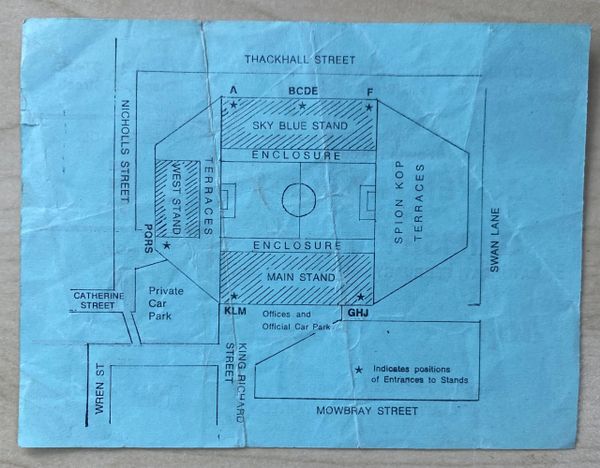 THACKHALL STREET
NICHOLLS STREET
A
BCDE
F
SKY BLUE STAND
ENCLOSURE
TERRACES
WEST STAND
SPION KOP
TERRACES
SWAN LANE
PQRS
ENCLOSURE
MAIN STAND
CATHERINE
STREET
Private
Car
Park
KLM
Offices and
Official Car Park
GHJ
KING RICHARD
STREET
WREN ST
Indicates positions
of Entrances to Stands
MOWBRAY STREET